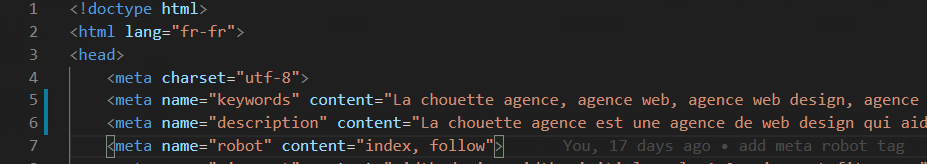 1 <!doctype html>
2 <html lang="fr-fr">
3 <head>
4 <meta charset="utf-8">
5 <meta name="keywords" content="La chouette agence, agence web, agence web design, agence
6 <meta name="description" content="La chouette agence est une agence de web design qui aid
7 <meta name="robot" content="index, follow"> You, 17 days ago • add meta robot tag